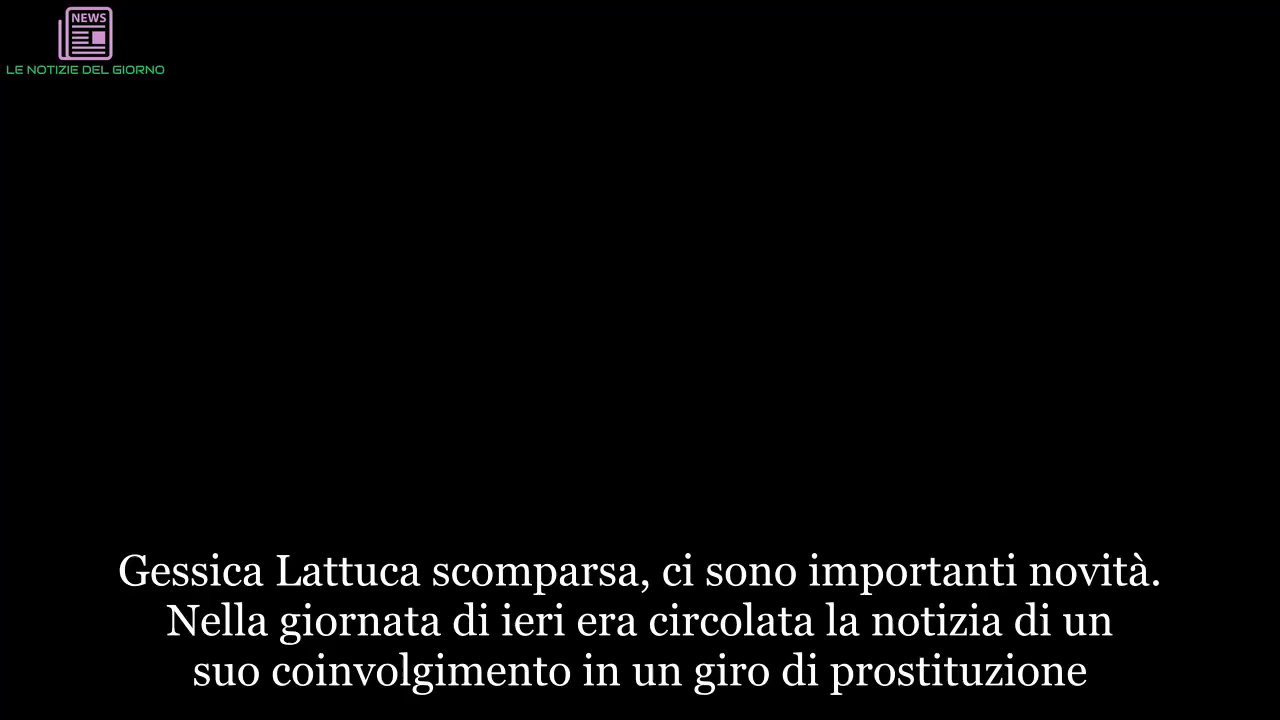 NEWS
LE NOTIZIE DEL GIORNO
Gessica Lattuca scomparsa, ci sono importanti novità.
Nella giornata di ieri era circolata la notizia di un
suo coinvolgimento in un giro di prostituzione